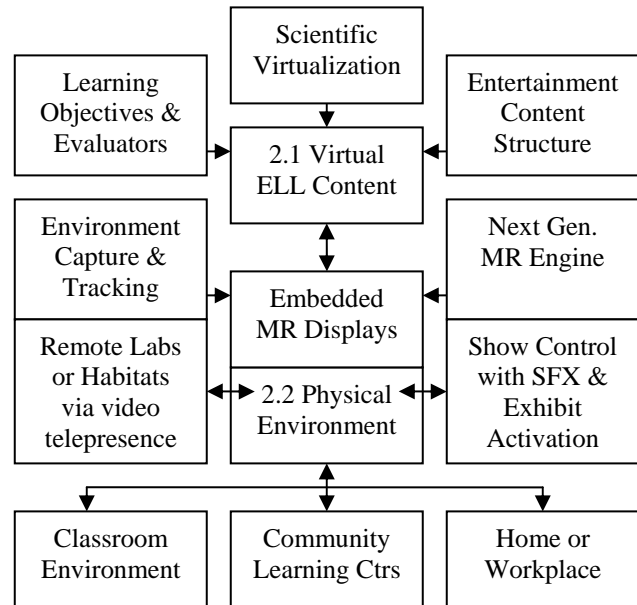 Scientific
Virtualization
Learning
Objectives &
Evaluators
Entertainment
Content
Structure
2.1 Virtual
ELL Content
Environment
Capture &
Tracking
Next Gen.
MR Engine
Embedded
MR Displays
Remote Labs
or Habitats
via video
telepresence
2.2 Physical
Environment
Show Control
with SFX &
Exhibit
Activation
Classroom
Environment
Community
Learning Ctrs
Home or
Workplace